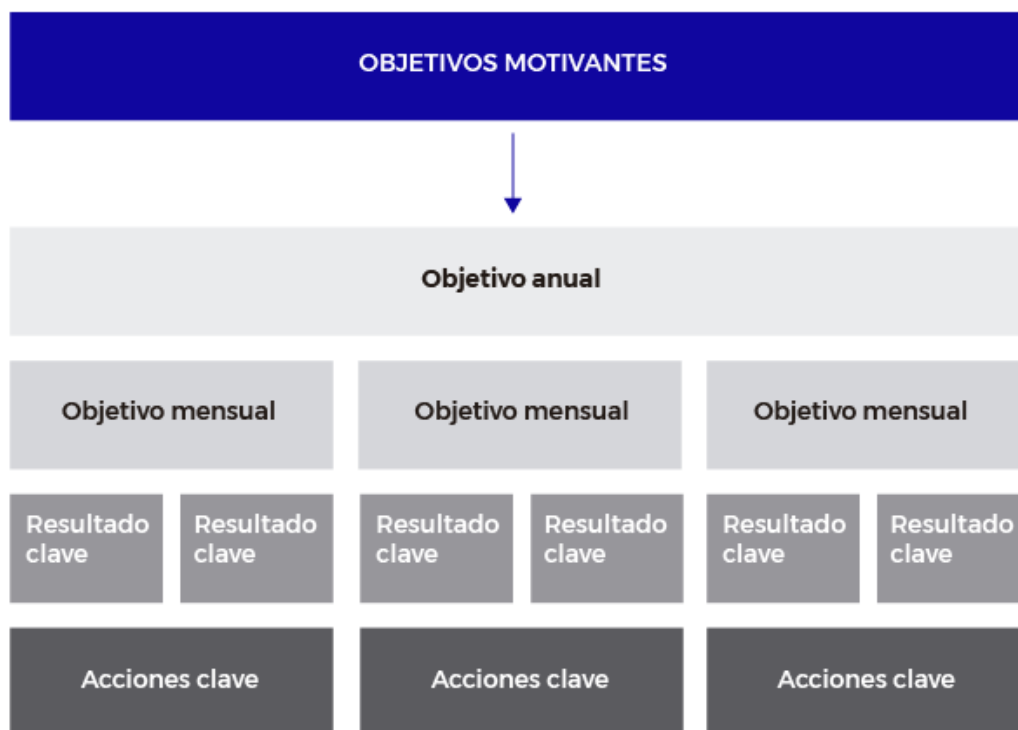 OBJETIVOS MOTIVANTES
Objetivo anual
Objetivo mensual
Objetivo mensual
Objetivo mensual
Resultado
clave
Resultado
clave
Resultado
clave
Resultado
clave
Resultado
clave
Resultado
clave
Acciones clave
Acciones clave
Acciones clave